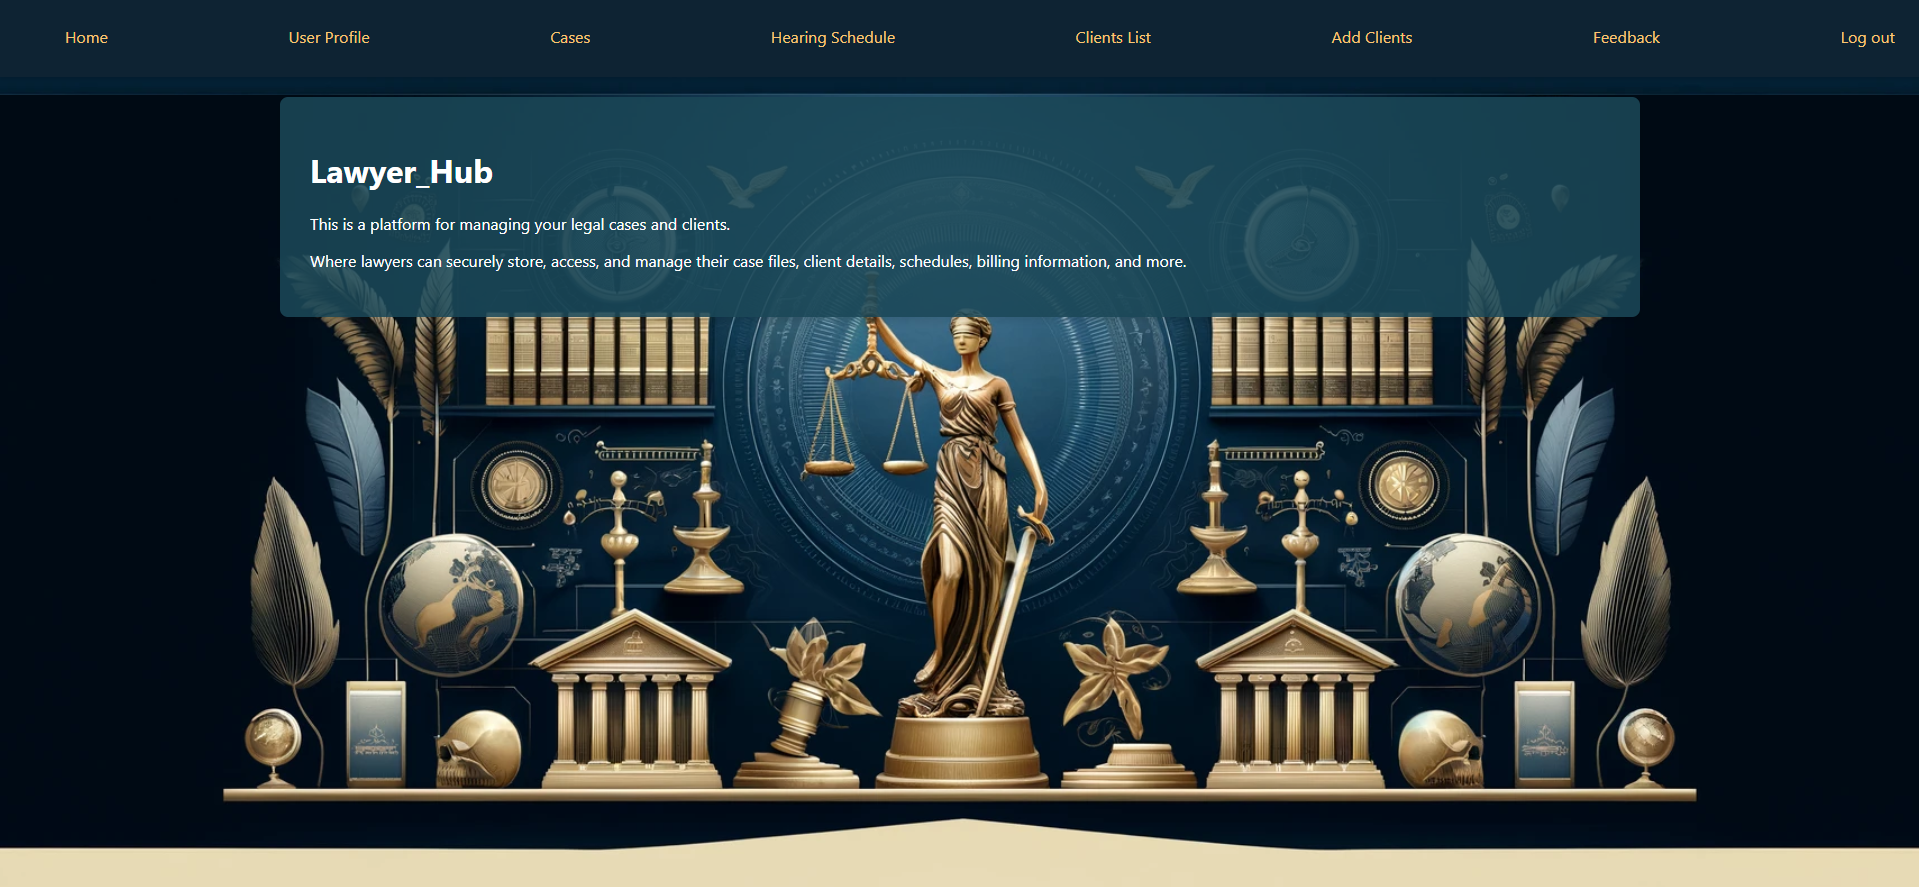 Home User Profile Cases Hearing Schedule Clients List Add Clients Feedback Log out
Lawyer_Hub
This is a platform for managing your legal cases and clients.
Where lawyers can securely store, access, and manage their case files, client details, schedules, billing information, and more.